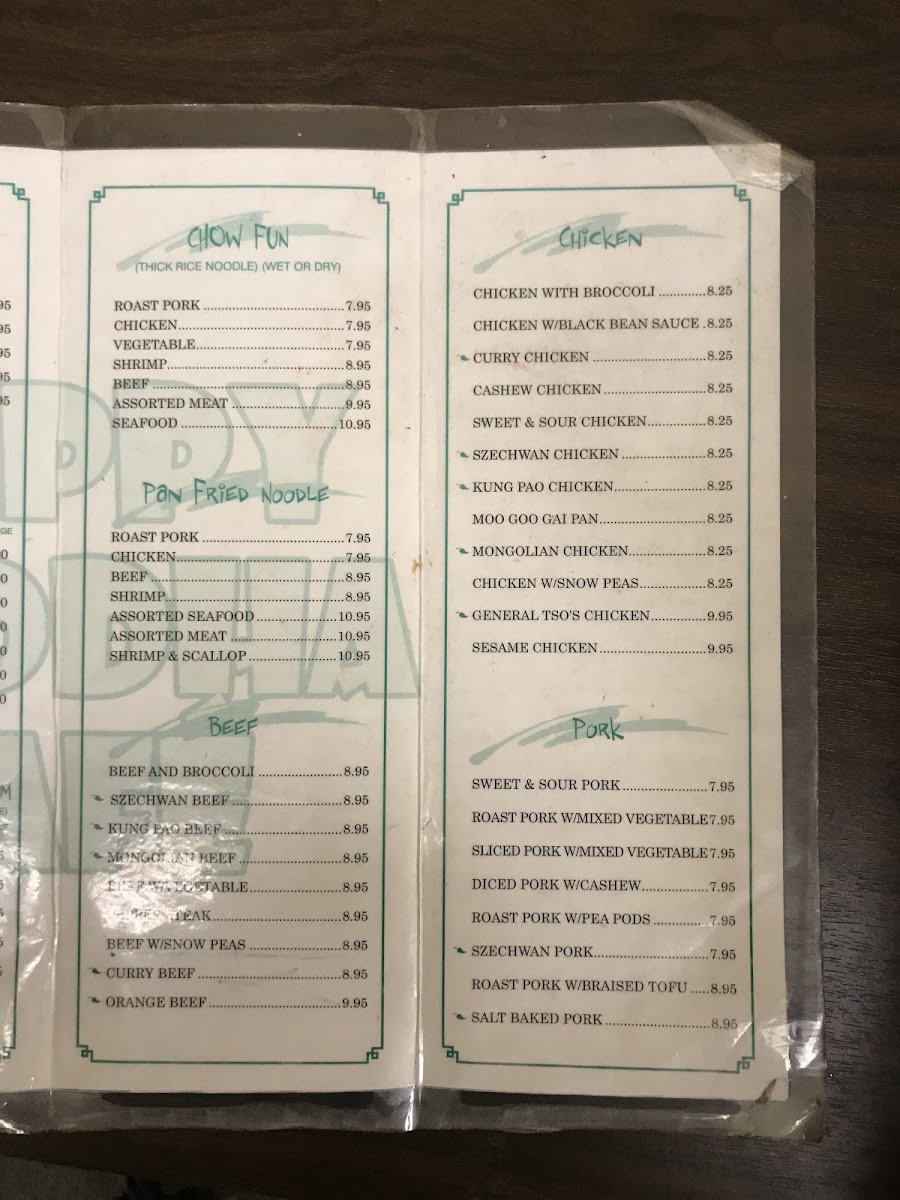 CHOW FUN
(THICK RICE NOODLE) (WET OR DRY)
ROAST PORK ..... 7.95
CHICKEN ..... 7.95
VEGETABLE ..... 7.95
SHRIMP ..... 8.95
BEEF ..... 8.95
ASSORTED MEAT ..... 9.95
SEAFOOD ..... 10.95
PAN FRIED NOODLE
ROAST PORK ..... 7.95
CHICKEN ..... 7.95
BEEF ..... 8.95
SHRIMP ..... 8.95
ASSORTED SEAFOOD ..... 10.95
ASSORTED MEAT ..... 10.95
SHRIMP & SCALLOP ..... 10.95
BEEF
BEEF AND BROCCOLI ..... 8.95
SZECHWAN BEEF ..... 8.95
KUNG PAO BEEF ..... 8.95
MONGOLIAN BEEF ..... 8.95
BEEF W/VEGETABLE ..... 8.95
STEAK ..... 8.95
BEEF W/SNOW PEAS ..... 8.95
CURRY BEEF ..... 8.95
ORANGE BEEF ..... 9.95
CHICKEN
CHICKEN WITH BROCCOLI ..... 8.25
CHICKEN W/BLACK BEAN SAUCE . 8.25
CURRY CHICKEN ..... 8.25
CASHEW CHICKEN ..... 8.25
SWEET & SOUR CHICKEN ..... 8.25
SZECHWAN CHICKEN ..... 8.25
KUNG PAO CHICKEN ..... 8.25
MOO GOO GAI PAN ..... 8.25
MONGOLIAN CHICKEN ..... 8.25
CHICKEN W/SNOW PEAS ..... 8.25
GENERAL TSO'S CHICKEN ..... 9.95
SESAME CHICKEN ..... 9.95
PORK
SWEET & SOUR PORK ..... 7.95
ROAST PORK W/MIXED VEGETABLE 7.95
SLICED PORK W/MIXED VEGETABLE 7.95
DICED PORK W/CASHEW ..... 7.95
ROAST PORK W/PEA PODS ..... 7.95
SZECHWAN PORK ..... 7.95
ROAST PORK W/BRAISED TOFU ..... 8.95
SALT BAKED PORK ..... 8.95